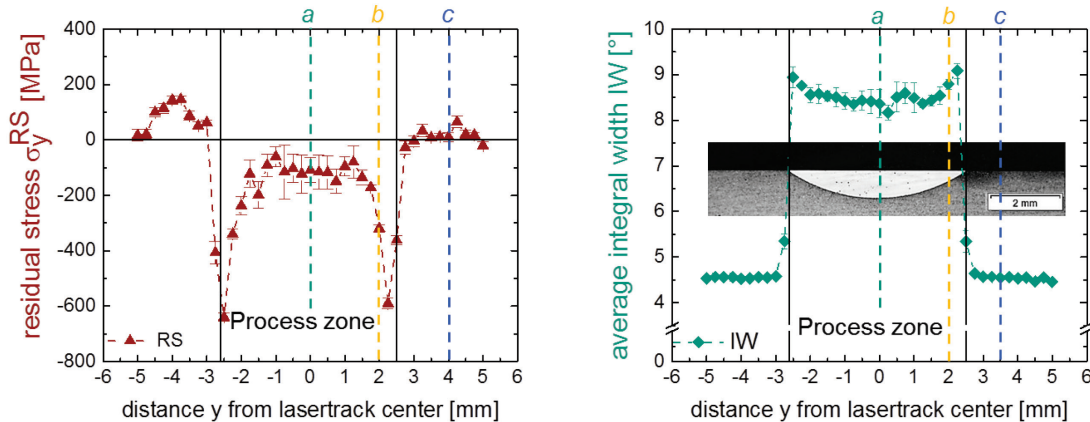 a b c
residual stress σyRS [MPa]
400
200
0
-200
-400
-600
-800
Process zone
RS
-6 -5 -4 -3 -2 -1 0 1 2 3 4 5 6
distance y from lasertrack center [mm]
a b c
average integral width IW [°]
10
9
8
7
6
5
4
0
2 mm
Process zone
IW
-6 -5 -4 -3 -2 -1 0 1 2 3 4 5 6
distance y from lasertrack center [mm]